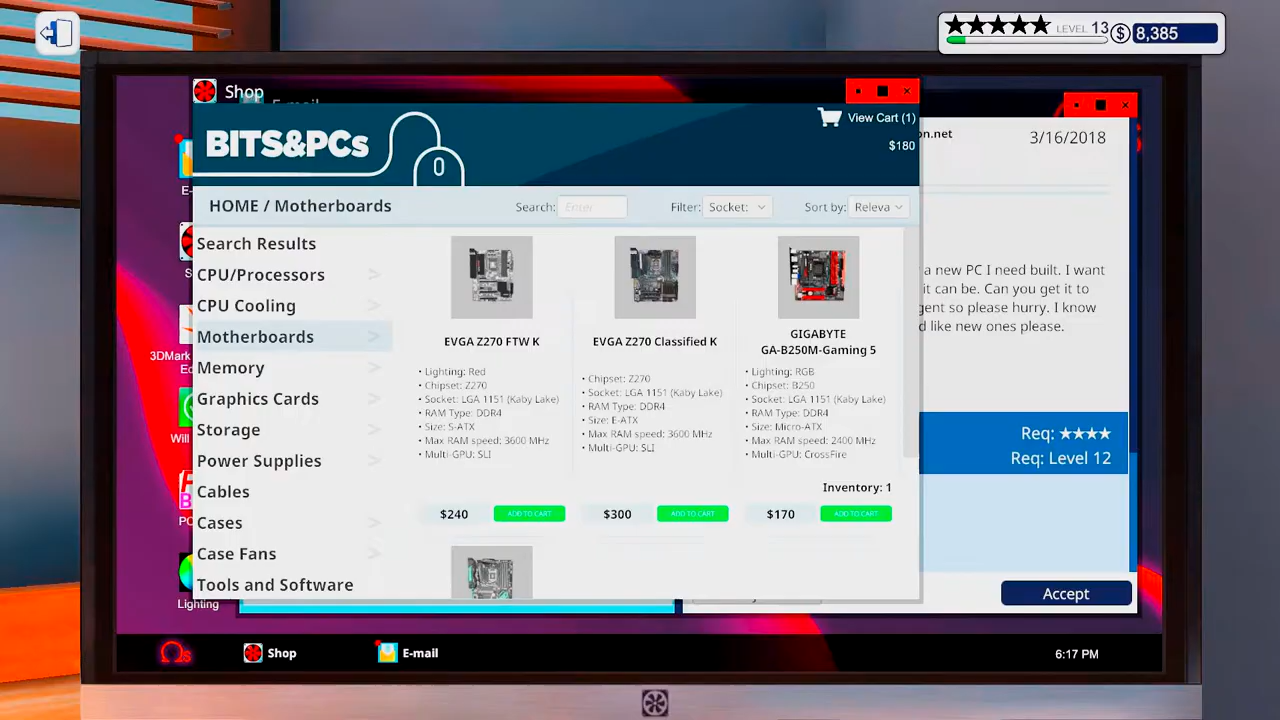 LEVEL 13
$ 8,385
Shop
E-mail
BITS&PCs
View Cart (1)
$180
on.net
3/16/2018
HOME / Motherboards
Search:
Enter
Filter:
Socket:
Sort by:
Releva
Search Results
CPU/Processors
CPU Cooling
Motherboards
Memory
Graphics Cards
Storage
Power Supplies
Cables
Cases
Case Fans
Tools and Software
EVGA Z270 FTW K
• Lighting: Red
• Chipset: Z270
• Socket: LGA 1151 (Kaby Lake)
• RAM Type: DDR4
• Size: S-ATX
• Max RAM speed: 3600 MHz
• Multi-GPU: SLI
$240
ADD TO CART
EVGA Z270 Classified K
• Chipset: Z270
• Socket: LGA 1151 (Kaby Lake)
• RAM Type: DDR4
• Size: E-ATX
• Max RAM speed: 3600 MHz
• Multi-GPU: SLI
$300
ADD TO CART
GIGABYTE
GA-B250M-Gaming 5
• Lighting: RGB
• Chipset: B250
• Socket: LGA 1151 (Kaby Lake)
• RAM Type: DDR4
• Size: Micro-ATX
• Max RAM speed: 2400 MHz
• Multi-GPU: CrossFire
Inventory: 1
$170
ADD TO CART
a new PC I need built. I want
it can be. Can you get it to
gent so please hurry. I know
d like new ones please.
Req: ★★★★
Req: Level 12
Accept
E-
S
3DMark
Ec
Will
PC
Lighting
Shop
E-mail
6:17 PM